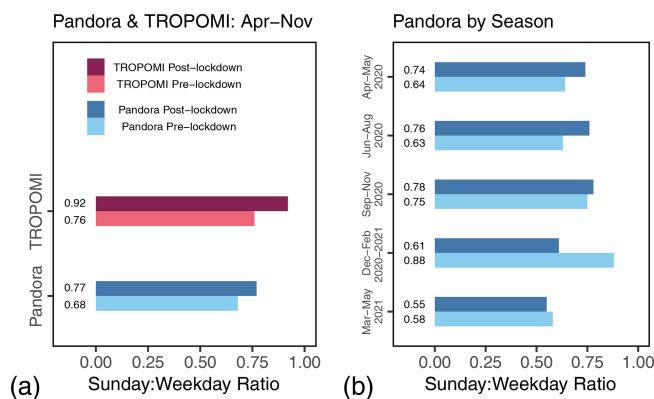 Pandora & TROPOMI: Apr−Nov
TROPOMI Post−lockdown
TROPOMI Pre−lockdown
Pandora Post−lockdown
Pandora Pre−lockdown
TROPOMI
0.92
0.76
Pandora
0.77
0.68
0.00 0.25 0.50 0.75 1.00
(a) Sunday:Weekday Ratio
Pandora by Season
Apr−May
2020
0.74
0.64
Jun−Aug
2020
0.76
0.63
Sep−Nov
2020
0.78
0.75
Dec−Feb
2020−2021
0.61
0.88
Mar−May
2021
0.55
0.58
0.00 0.25 0.50 0.75 1.00
(b) Sunday:Weekday Ratio